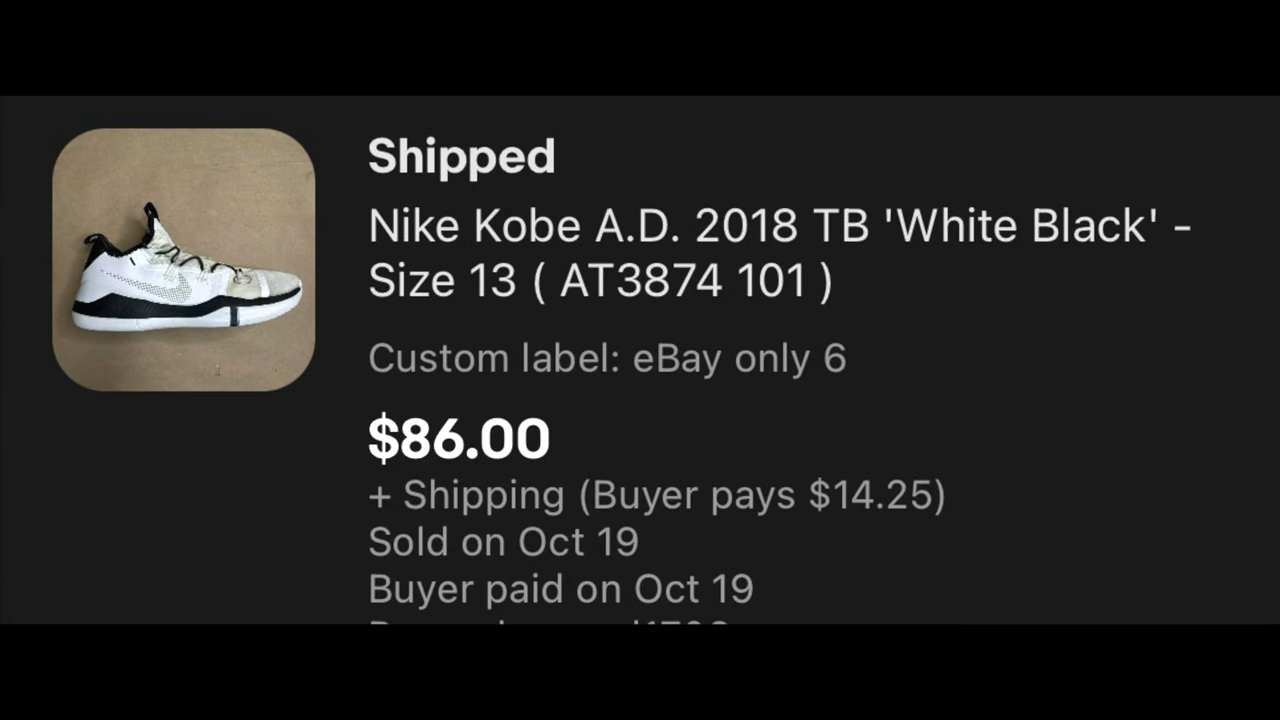 Shipped
Nike Kobe A.D. 2018 TB 'White Black' -
Size 13 ( AT3874 101 )
Custom label: eBay only 6
$86.00
+ Shipping (Buyer pays $14.25)
Sold on Oct 19
Buyer paid on Oct 19